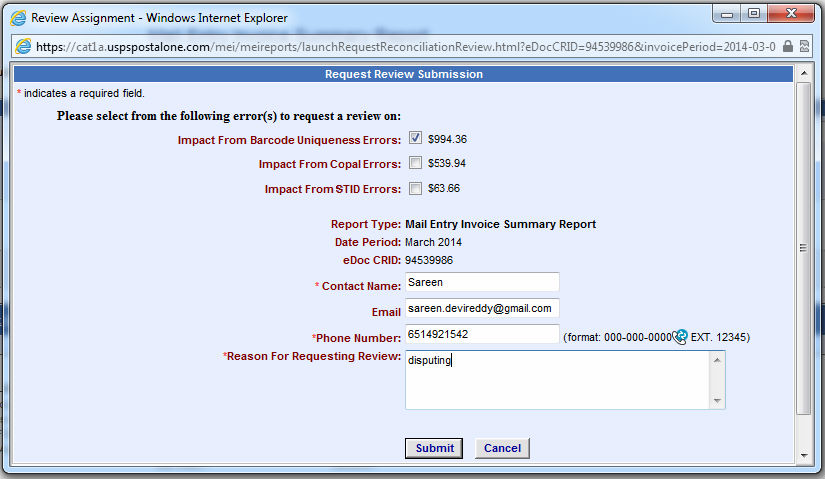 Review Assignment - Windows Internet Explorer
https://cat1a.uspspostalone.com/mei/meireports/launchRequestReconciliationReview.html?eDocCRID=94539986&invoicePeriod=2014-03-0
Request Review Submission
* indicates a required field.
Please select from the following error(s) to request a review on:
Impact From Barcode Uniqueness Errors: $994.36
Impact From Copal Errors: $539.94
Impact From STID Errors: $63.66
Report Type: Mail Entry Invoice Summary Report
Date Period: March 2014
eDoc CRID: 94539986
* Contact Name: Sareen
Email sareen.devireddy@gmail.com
*Phone Number: 6514921542 (format: 000-000-0000 EXT. 12345)
*Reason For Requesting Review: disputing
Submit Cancel